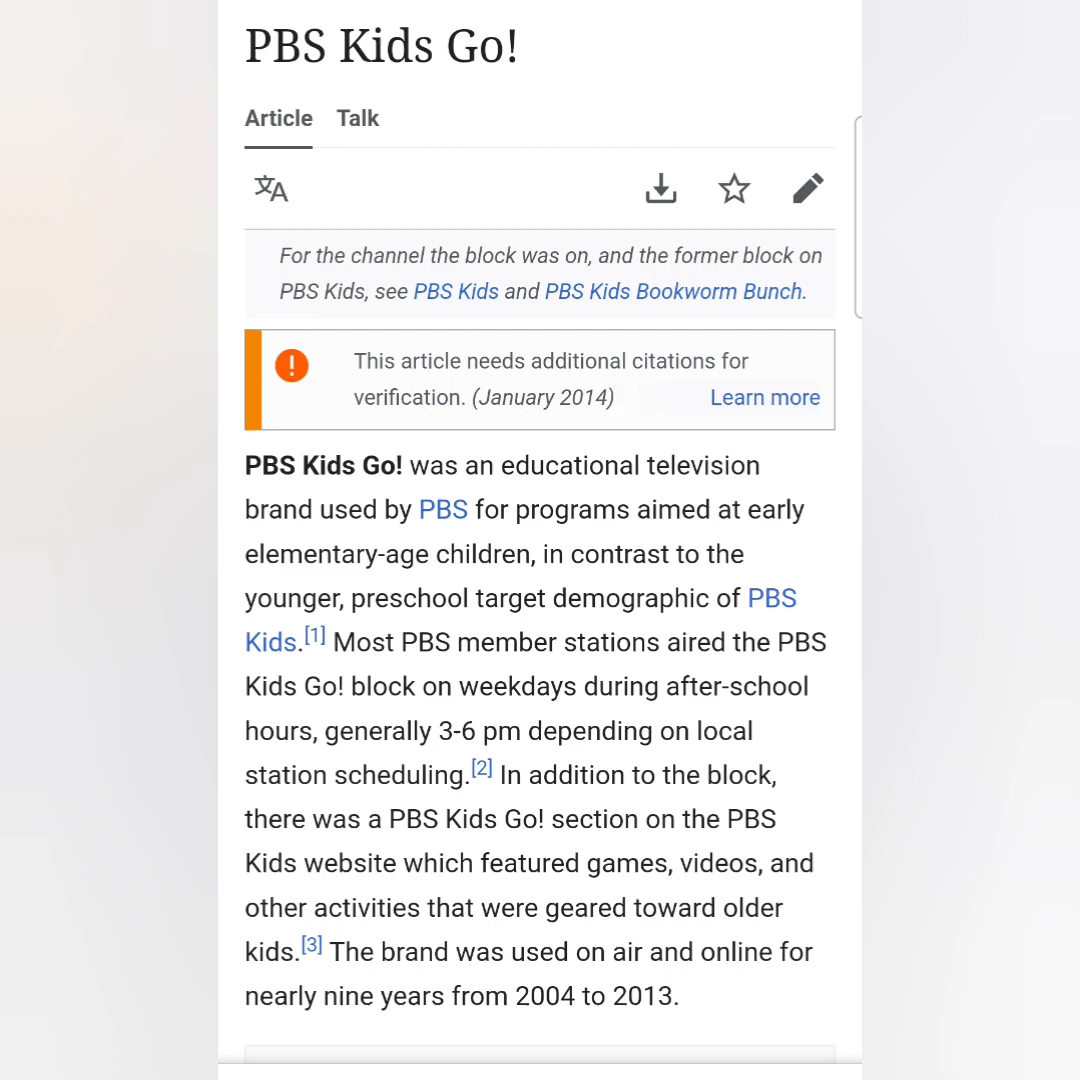 PBS Kids Go!
Article Talk
文A
For the channel the block was on, and the former block on
PBS Kids, see PBS Kids and PBS Kids Bookworm Bunch.
This article needs additional citations for
verification. (January 2014) Learn more
PBS Kids Go! was an educational television
brand used by PBS for programs aimed at early
elementary-age children, in contrast to the
younger, preschool target demographic of PBS
Kids.[1] Most PBS member stations aired the PBS
Kids Go! block on weekdays during after-school
hours, generally 3-6 pm depending on local
station scheduling.[2] In addition to the block,
there was a PBS Kids Go! section on the PBS
Kids website which featured games, videos, and
other activities that were geared toward older
kids.[3] The brand was used on air and online for
nearly nine years from 2004 to 2013.